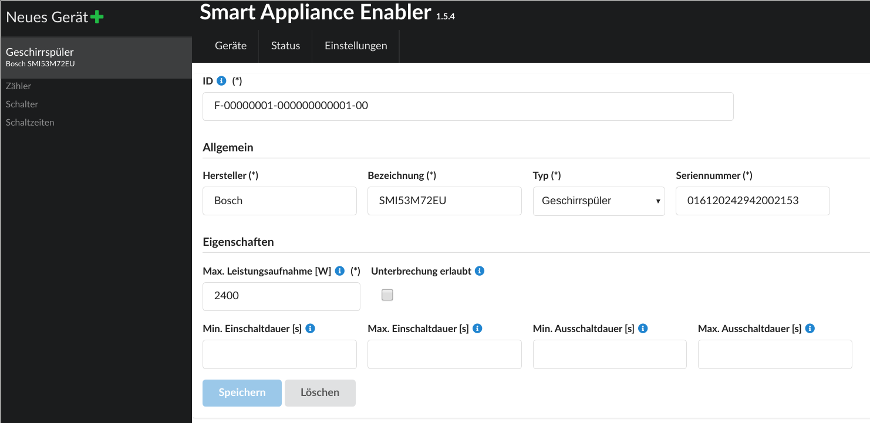 Neues Gerät
Smart Appliance Enabler 1.5.4
Geräte Status Einstellungen
Geschirrspüler
Bosch SMI53M72EU
Zähler
Schalter
Schaltzeiten
ID (*)
F-00000001-000000000001-00
Allgemein
Hersteller (*) Bezeichnung (*) Typ (*) Seriennummer (*)
Bosch SMI53M72EU Geschirrspüler 016120242942002153
Eigenschaften
Max. Leistungsaufnahme [W] (*) Unterbrechung erlaubt
2400
Min. Einschaltdauer [s] Max. Einschaltdauer [s] Min. Ausschaltdauer [s] Max. Ausschaltdauer [s]
Speichern Löschen